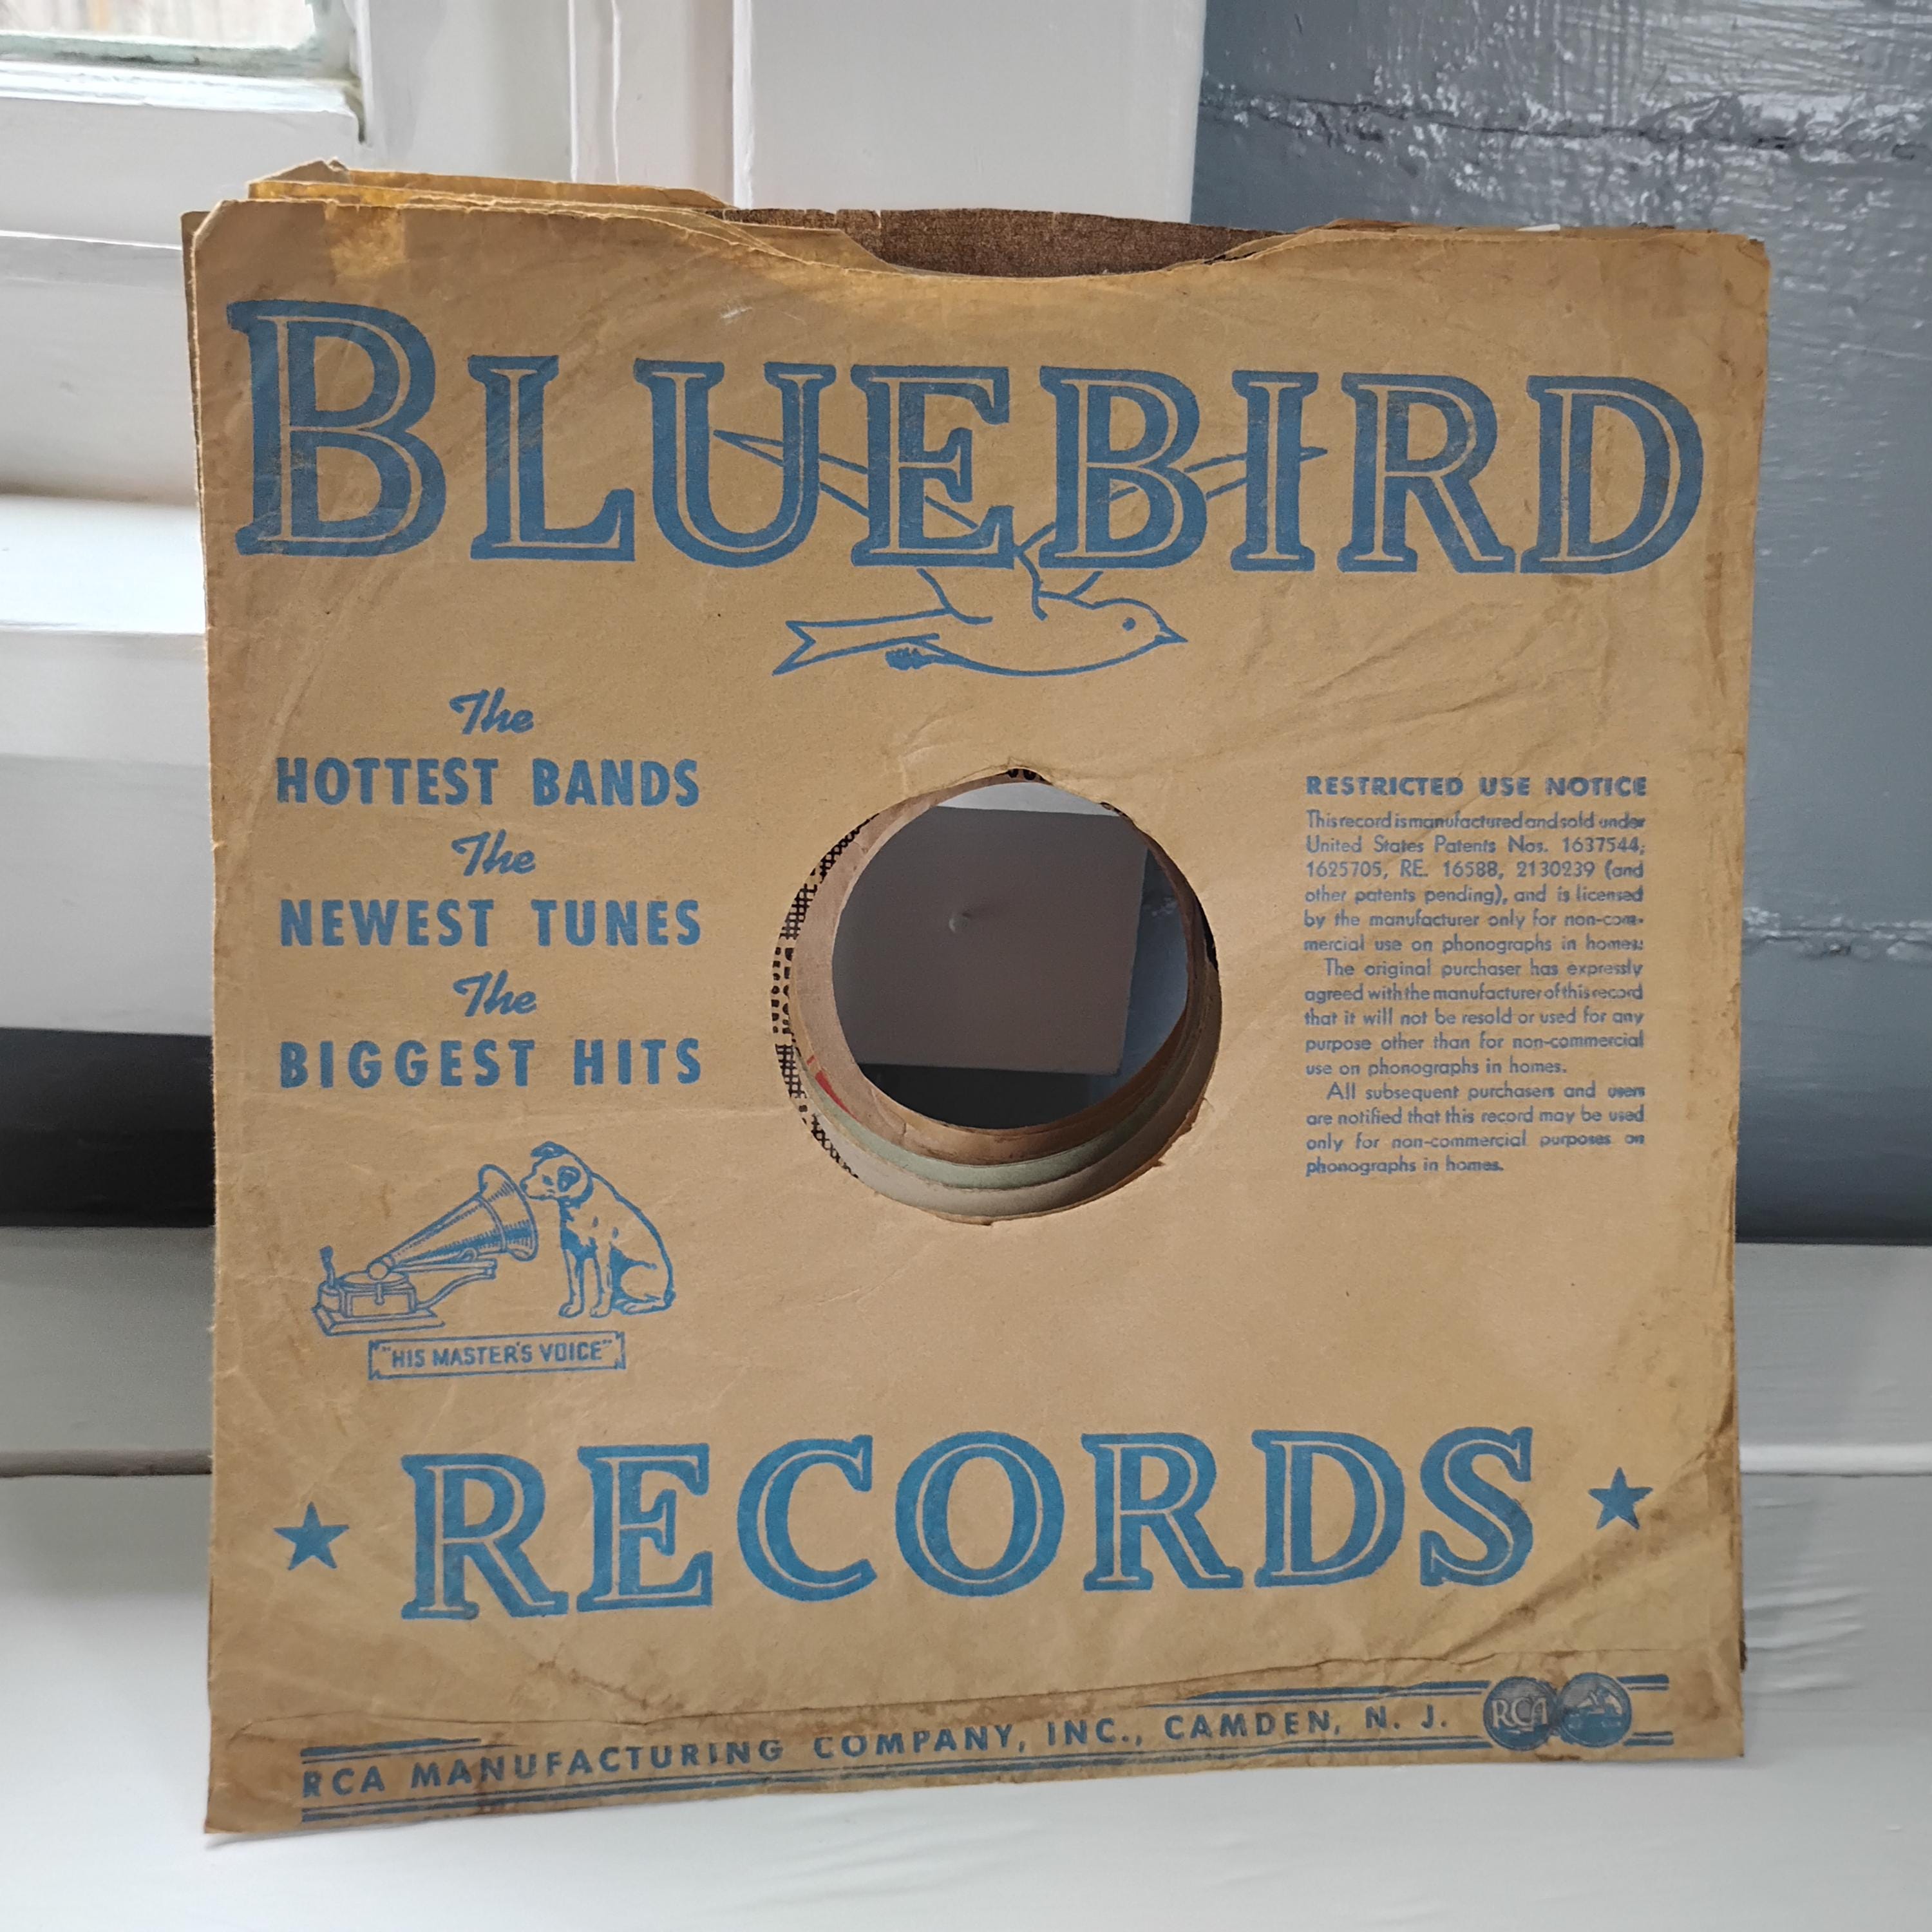 BLUEBIRD
The
HOTTEST BANDS
The
NEWEST TUNES
The
BIGGEST HITS
"HIS MASTER'S VOICE"
RESTRICTED USE NOTICE
This record is manufactured and sold under
United States Patents Nos. 1637544,
1625705, RE. 16588, 2130239 (and
other patents pending), and is licensed
by the manufacturer only for non-com-
mercial use on phonographs in homes.
The original purchaser has expressly
agreed with the manufacturer of this record
that it will not be resold or used for any
purpose other than for non-commercial
use on phonographs in homes.
All subsequent purchasers and users
are notified that this record may be used
only for non-commercial purposes on
phonographs in homes.
RECORDS
RCA MANUFACTURING COMPANY, INC., CAMDEN, N. J.
RCA